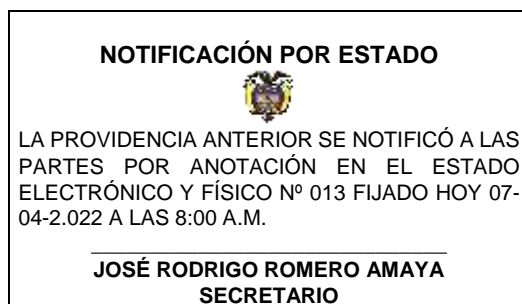 NOTIFICACIÓN POR ESTADO
LA PROVIDENCIA ANTERIOR SE NOTIFICÓ A LAS
PARTES POR ANOTACIÓN EN EL ESTADO
ELECTRÓNICO Y FÍSICO Nº 013 FIJADO HOY 07-
04-2.022 A LAS 8:00 A.M.
JOSÉ RODRIGO ROMERO AMAYA
SECRETARIO